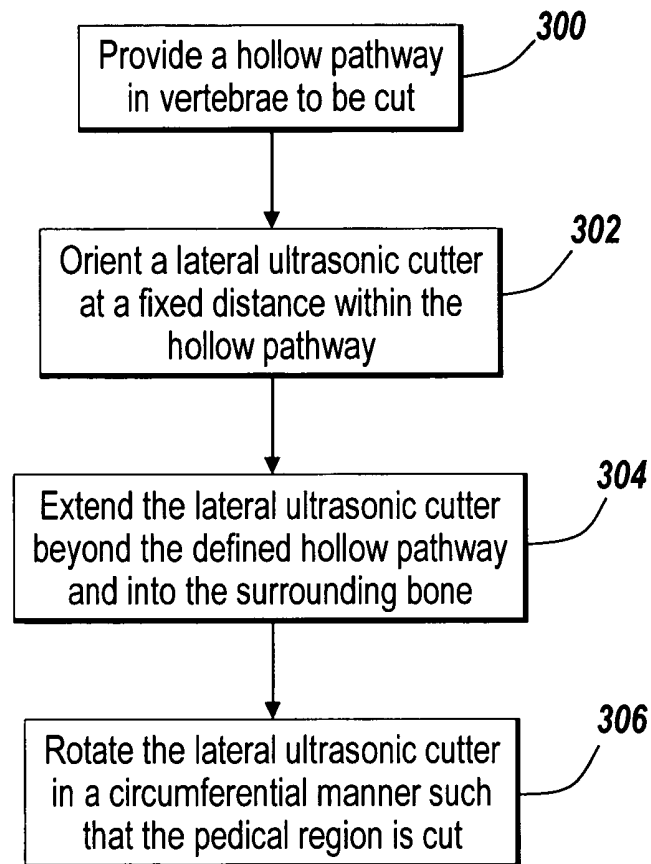 300
Provide a hollow pathway
in vertebrae to be cut
302
Orient a lateral ultrasonic cutter
at a fixed distance within the
hollow pathway
304
Extend the lateral ultrasonic cutter
beyond the defined hollow pathway
and into the surrounding bone
306
Rotate the lateral ultrasonic cutter
in a circumferential manner such
that the pedical region is cut